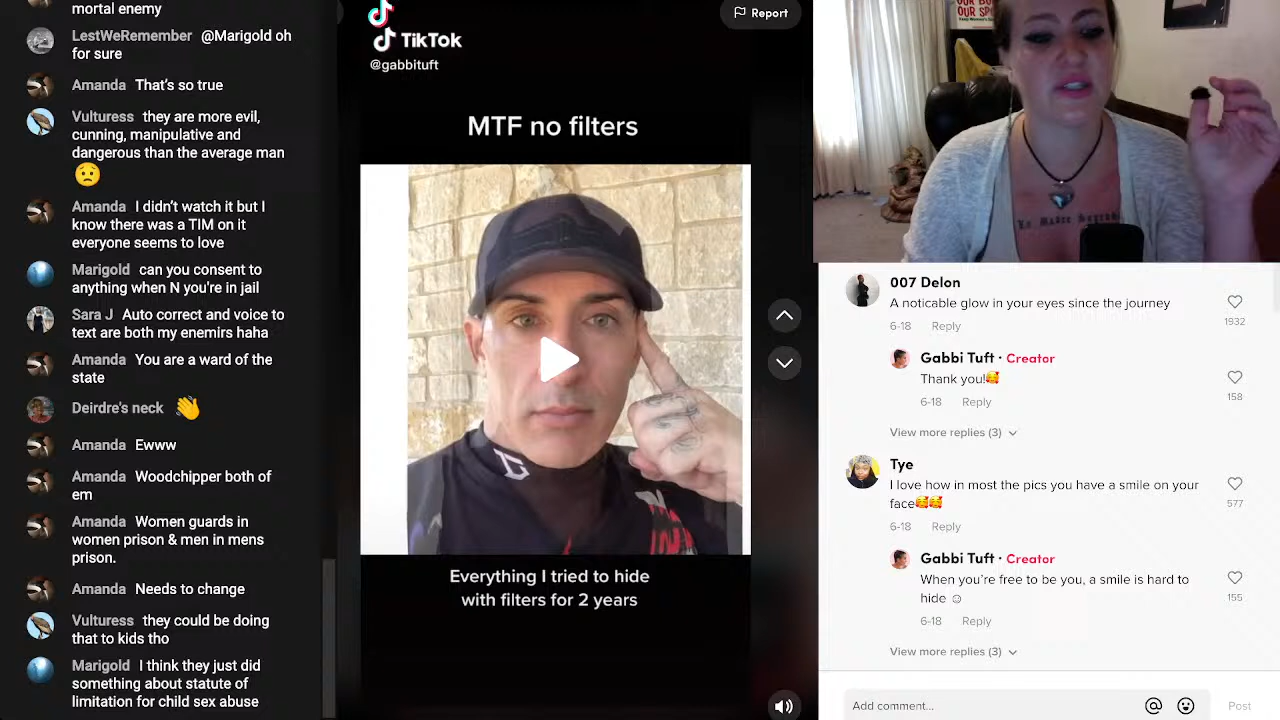 mortal enemy
LestWeRemember @Marigold oh
for sure
Amanda That's so true
Vulturess they are more evil,
cunning, manipulative and
dangerous than the average man
😟
Amanda I didn't watch it but I
know there was a TIM on it
everyone seems to love
Marigold can you consent to
anything when N you're in jail
Sara J Auto correct and voice to
text are both my enemirs haha
Amanda You are a ward of the
state
Deirdre's neck 👋
Amanda Ewww
Amanda Woodchipper both of
em
Amanda Women guards in
women prison & men in mens
prison.
Amanda Needs to change
Vulturess they could be doing
that to kids tho
Marigold I think they just did
something about statute of
limitation for child sex abuse
TikTok
@gabbituft
Report
MTF no filters
Everything I tried to hide
with filters for 2 years
OUR BO
OUR SP
007 Delon
A noticable glow in your eyes since the journey
6-18 Reply
1932
Gabbi Tuft · Creator
Thank you!🥰
6-18 Reply
158
View more replies (3)
Tye
I love how in most the pics you have a smile on your
face🥰🥰
6-18 Reply
577
Gabbi Tuft · Creator
When you're free to be you, a smile is hard to
hide ☺
6-18 Reply
155
View more replies (3)
Add comment...
Post